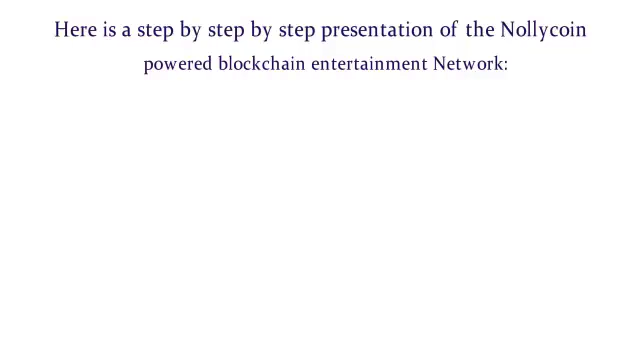 Here is a step by step by step presentation of the Nollycoin
powered blockchain entertainment Network: